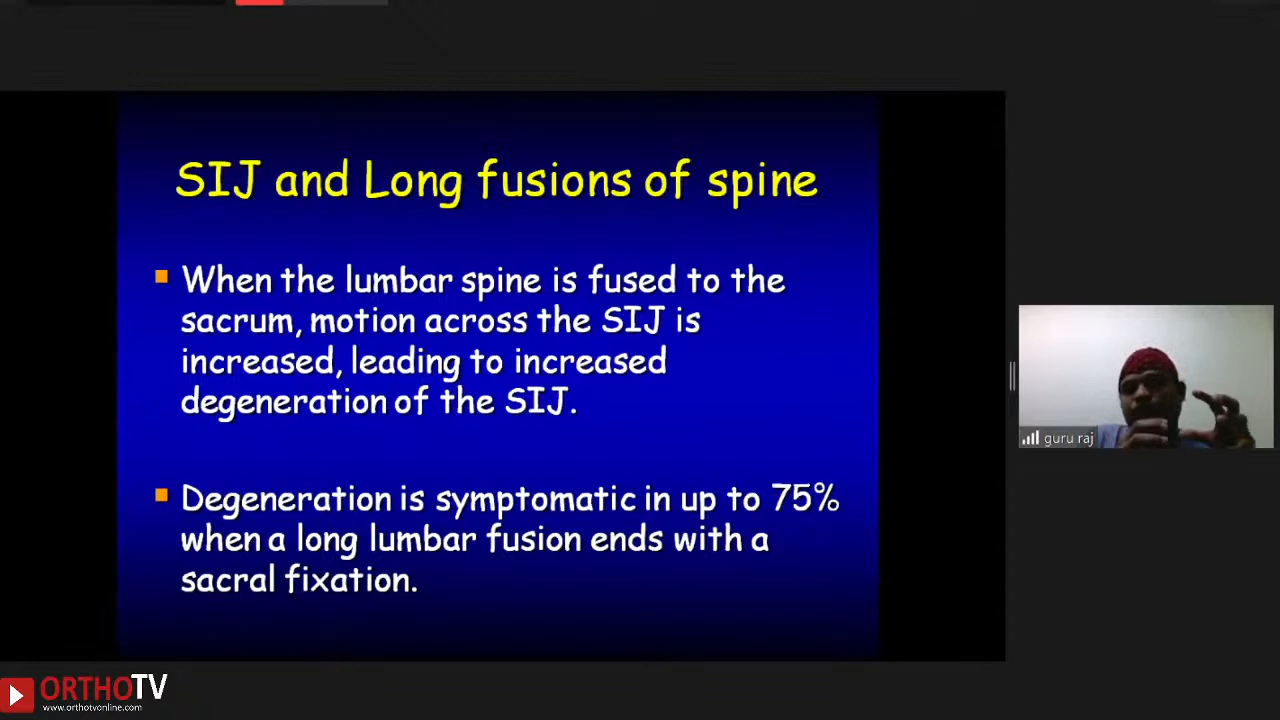 SIJ and Long fusions of spine
When the lumbar spine is fused to the
sacrum, motion across the SIJ is
increased, leading to increased
degeneration of the SIJ.
Degeneration is symptomatic in up to 75%
when a long lumbar fusion ends with a
sacral fixation.
guru raj
ORTHOTV
www.orthotvonline.com